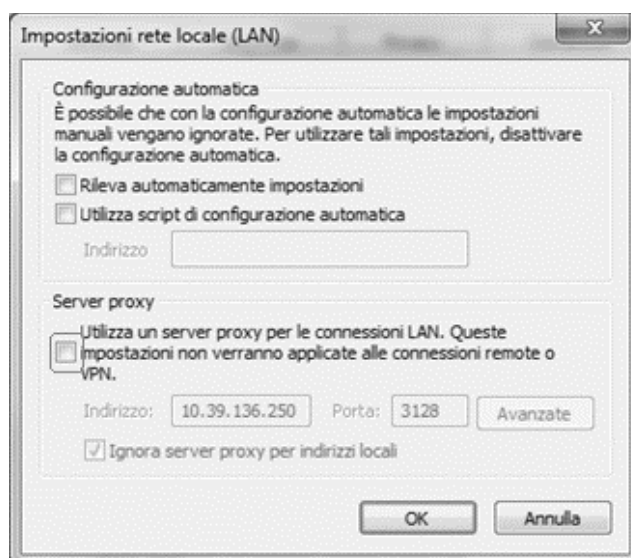 Impostazioni rete locale (LAN)
Configurazione automatica
È possibile che con la configurazione automatica le impostazioni
manuali vengano ignorate. Per utilizzare tali impostazioni, disattivare
la configurazione automatica.
Rileva automaticamente impostazioni
Utilizza script di configurazione automatica
Indirizzo
Server proxy
Utilizza un server proxy per le connessioni LAN. Queste
impostazioni non verranno applicate alle connessioni remote o
VPN.
Indirizzo: 10.39.136.250 Porta: 3128 Avanzate
Ignora server proxy per indirizzi locali
OK Annulla